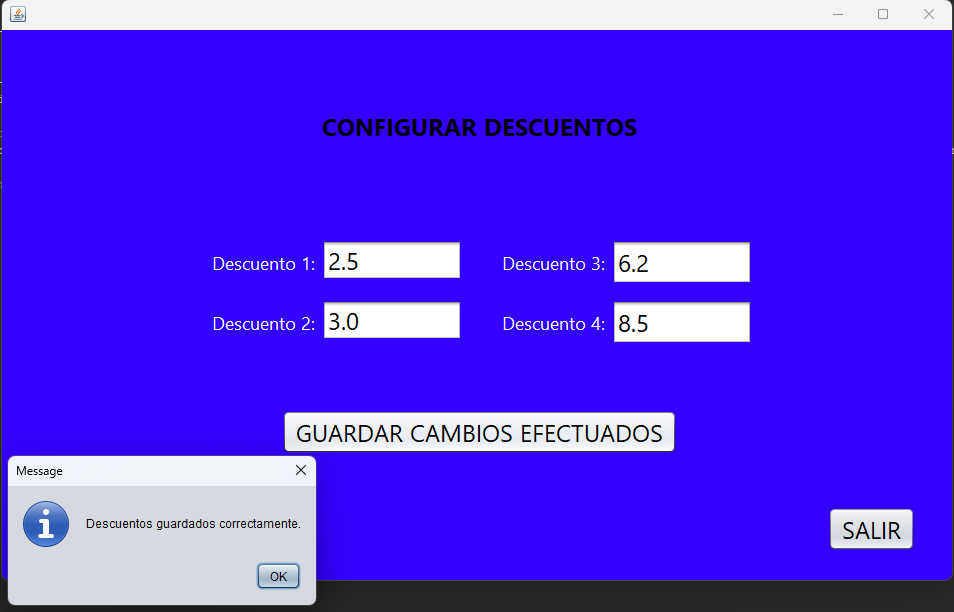 CONFIGURAR DESCUENTOS
Descuento 1: 2.5
Descuento 3: 6.2
Descuento 2: 3.0
Descuento 4: 8.5
GUARDAR CAMBIOS EFECTUADOS
Message
Descuentos guardados correctamente.
OK
SALIR